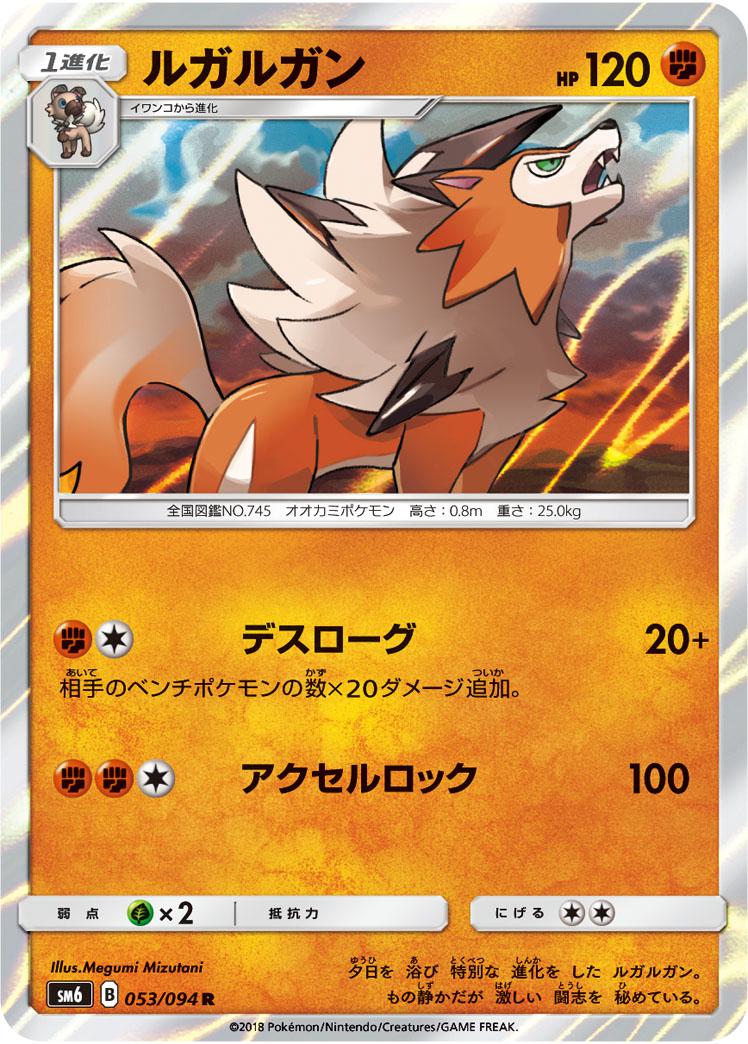 1進化
ルガルガン
HP 120
イワンコから進化
全国図鑑NO.745 オオカミポケモン 高さ:0.8m 重さ:25.0kg
デスローグ 20+
相手のベンチポケモンの数×20ダメージ追加。
アクセルロック 100
弱点 ×2 抵抗力 にげる
Illus.Megumi Mizutani
SM6 B 053/094 R
夕日を 浴び 特別な 進化を した ルガルガン。
もの静かだが 激しい 闘志を 秘めている。
©2018 Pokémon/Nintendo/Creatures/GAME FREAK.